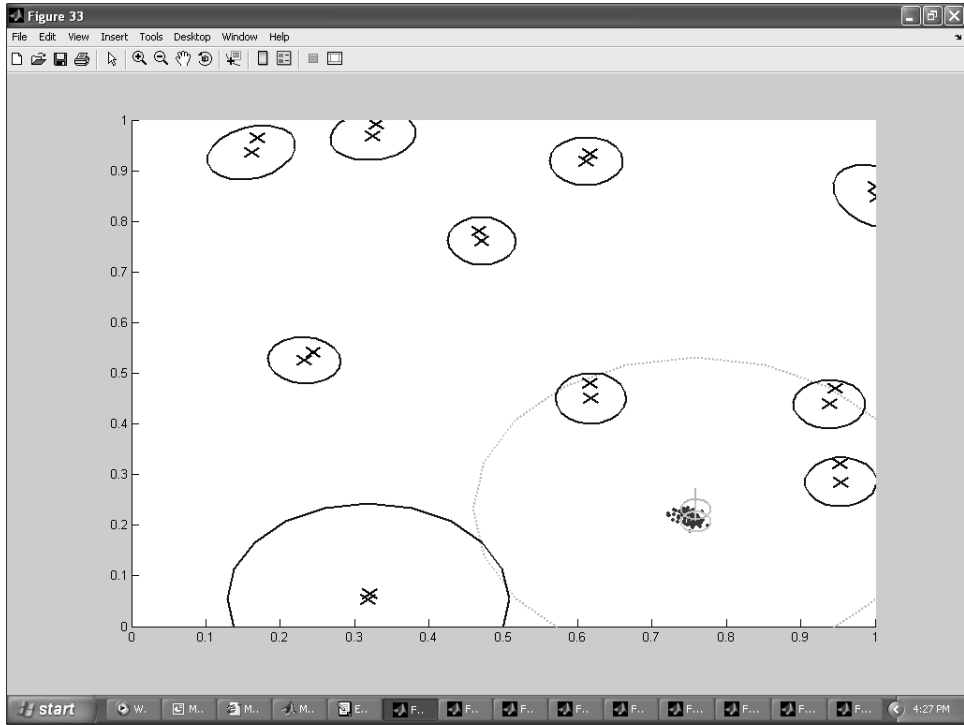 Figure 33
File Edit View Insert Tools Desktop Window Help
1
0.9
0.8
0.7
0.6
0.5
0.4
0.3
0.2
0.1
0
0 0.1 0.2 0.3 0.4 0.5 0.6 0.7 0.8 0.9 1
start W. M.. M.. M.. E.. F.. F.. F.. F.. F.. F... F... F... F... 4:27 PM